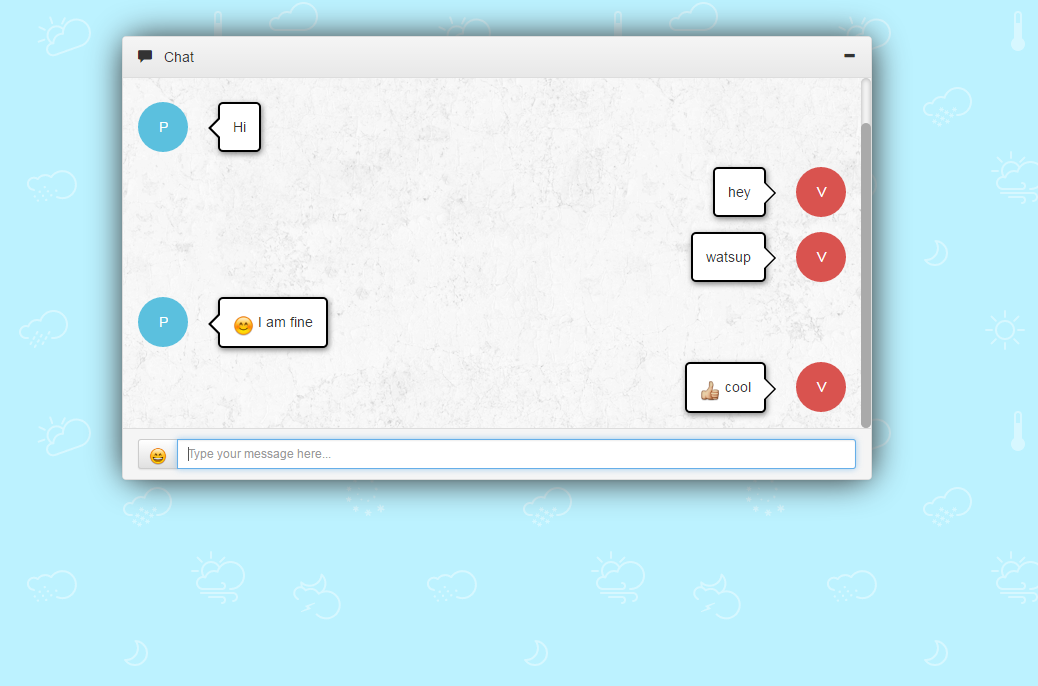 Chat
P
Hi
hey
V
watsup
V
P
😊 I am fine
👍 cool
V
Type your message here...